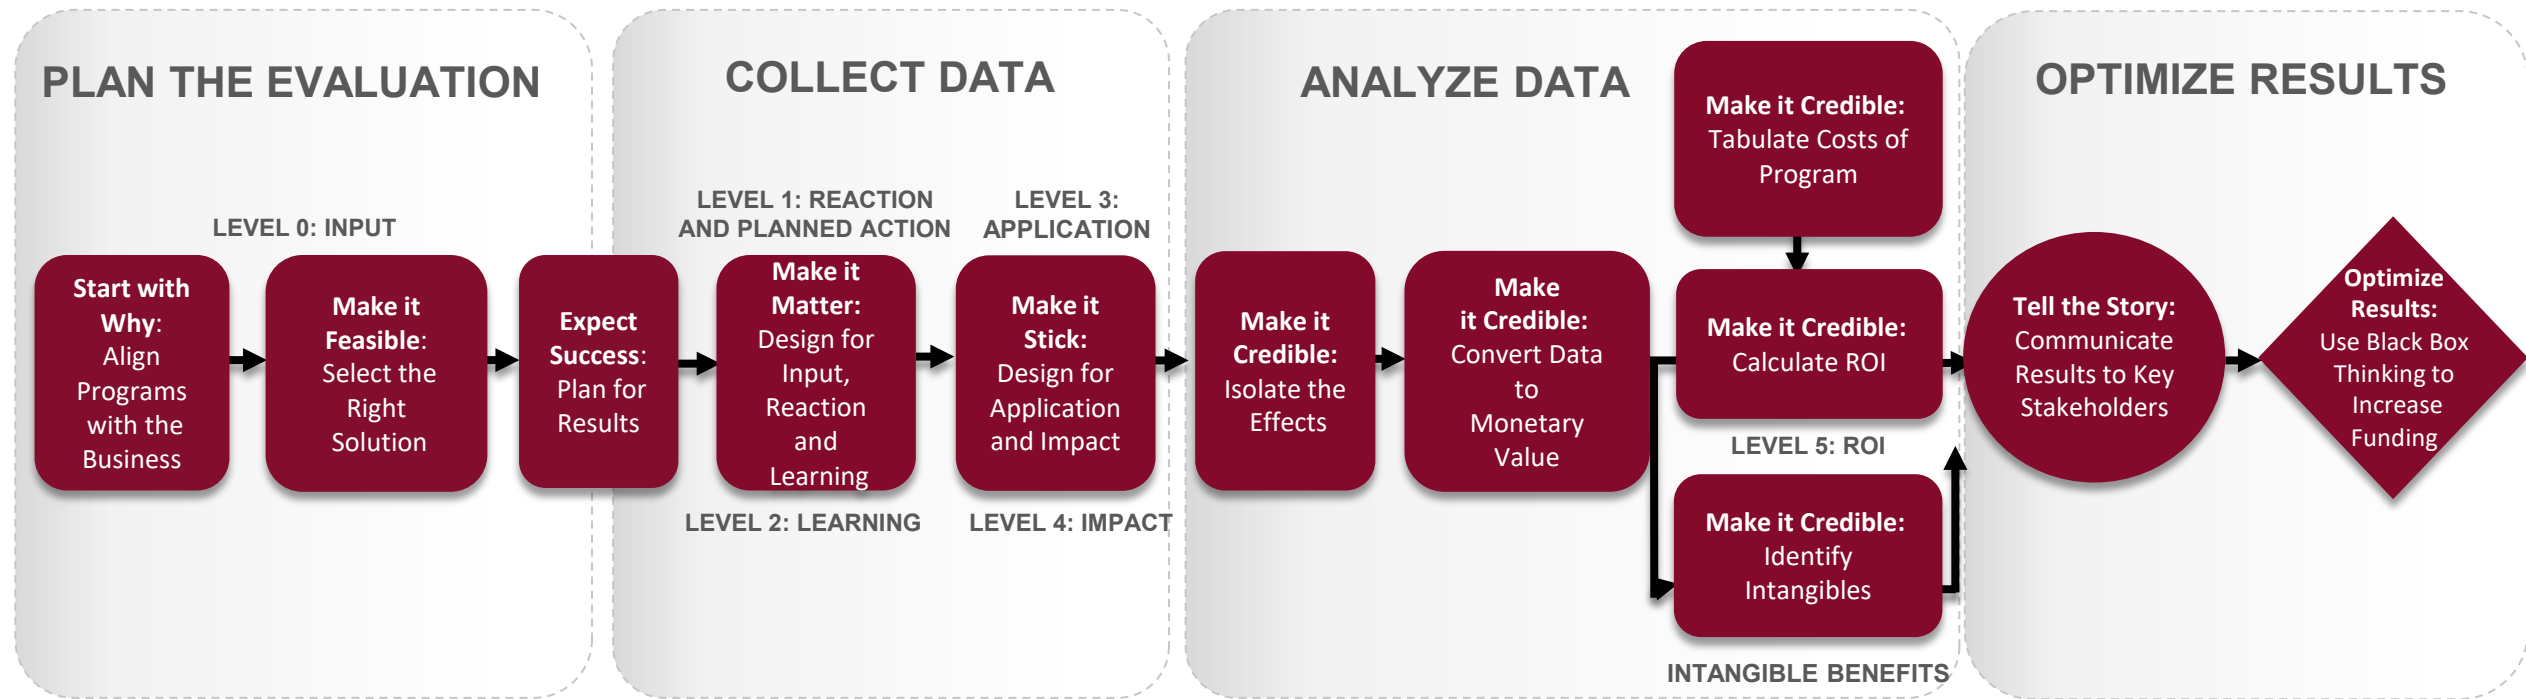 PLAN THE EVALUATION
LEVEL 0: INPUT
Start with
Why:
Align
Programs
with the
Business
Make it
Feasible:
Select the
Right
Solution
Expect
Success:
Plan for
Results
COLLECT DATA
LEVEL 1: REACTION
AND PLANNED ACTION
Make it
Matter:
Design for
Input,
Reaction
and
Learning
LEVEL 2: LEARNING
LEVEL 3:
APPLICATION
Make it
Stick:
Design for
Application
and Impact
LEVEL 4: IMPACT
ANALYZE DATA
Make it
Credible:
Isolate the
Effects
Make
it Credible:
Convert Data
to
Monetary
Value
Make it Credible:
Tabulate Costs of
Program
Make it Credible:
Calculate ROI
LEVEL 5: ROI
Make it Credible:
Identify
Intangibles
INTANGIBLE BENEFITS
OPTIMIZE RESULTS
Tell the Story:
Communicate
Results to Key
Stakeholders
Optimize
Results:
Use Black Box
Thinking to
Increase
Funding